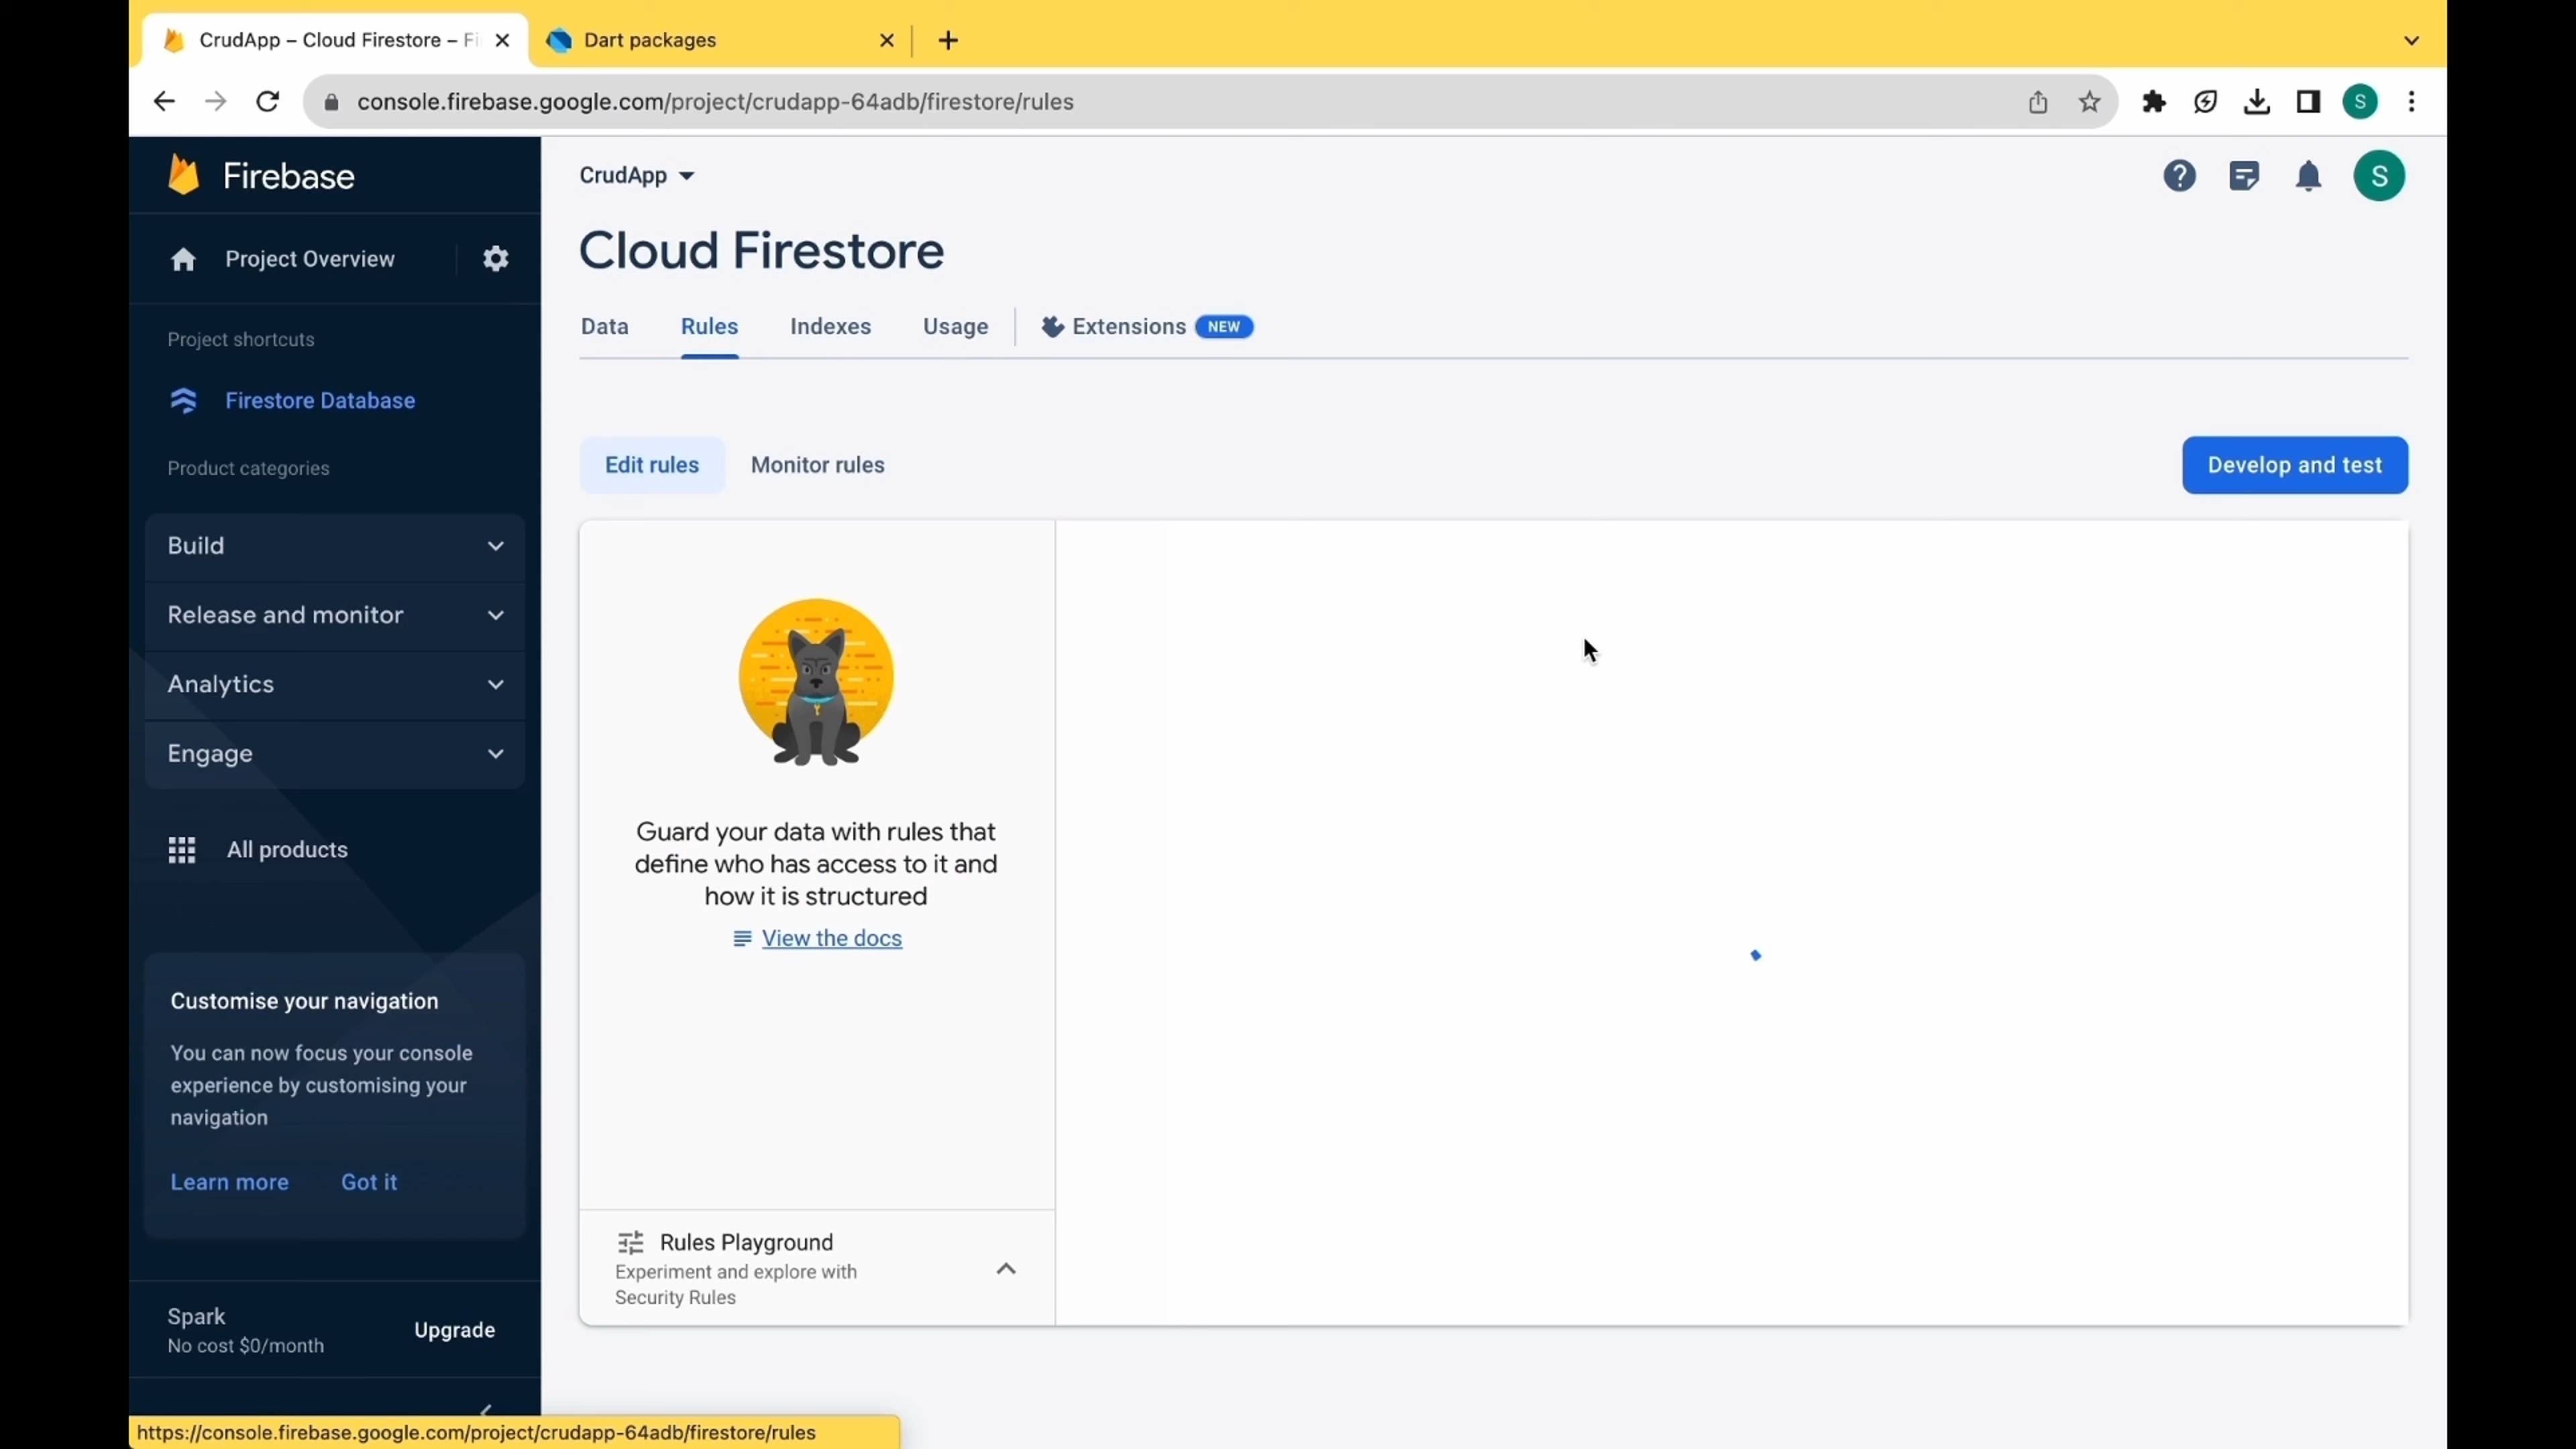 CrudApp – Cloud Firestore – Fi
Dart packages
console.firebase.google.com/project/crudapp-64adb/firestore/rules
S
Firebase
CrudApp
S
Project Overview
Cloud Firestore
Data
Rules
Indexes
Usage
Extensions
NEW
Project shortcuts
Firestore Database
Product categories
Edit rules
Monitor rules
Develop and test
Build
Release and monitor
Analytics
Engage
All products
Guard your data with rules that
define who has access to it and
how it is structured
View the docs
Customise your navigation
You can now focus your console
experience by customising your
navigation
Learn more
Got it
Rules Playground
Experiment and explore with
Security Rules
Spark
No cost $0/month
Upgrade
https://console.firebase.google.com/project/crudapp-64adb/firestore/rules